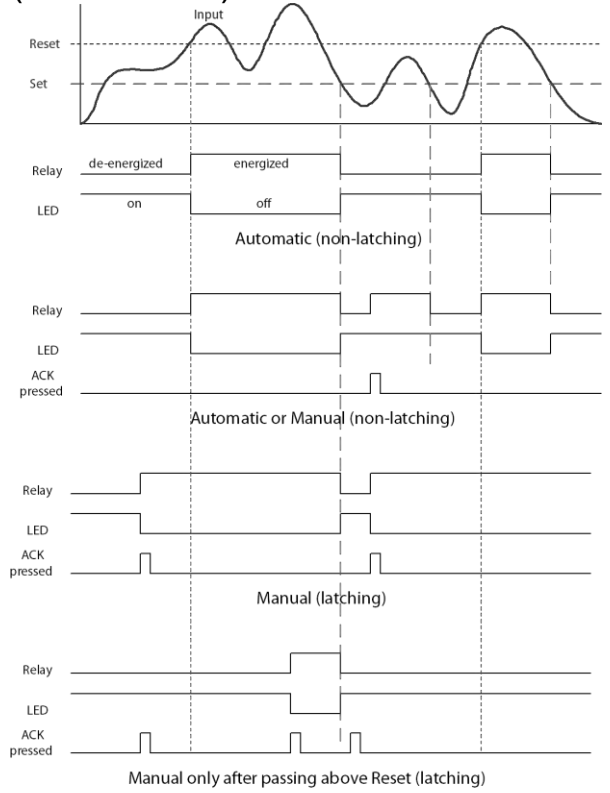 Input
Reset
Set
de-energized energized
Relay
LED
on off
Automatic (non-latching)
Relay
LED
ACK
pressed
Automatic or Manual (non-latching)
Relay
LED
ACK
pressed
Manual (latching)
Relay
LED
ACK
pressed
Manual only after passing above Reset (latching)